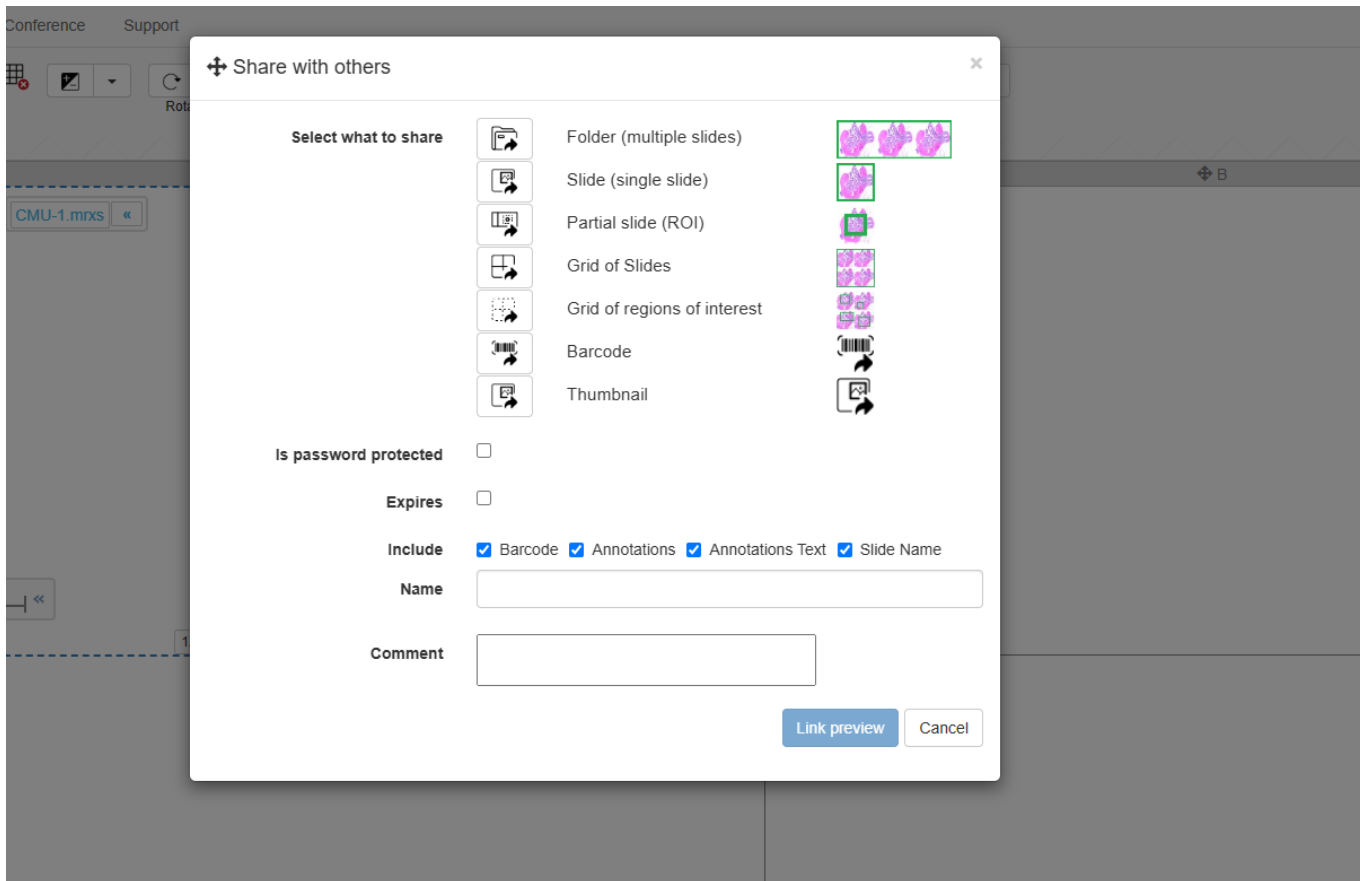 Conference Support
Share with others ×
Rota
Select what to share
Folder (multiple slides)
Slide (single slide)
B
CMU-1.mrxs «
Partial slide (ROI)
Grid of Slides
Grid of regions of interest
Barcode
Thumbnail
Is password protected
Expires
Include Barcode Annotations Annotations Text Slide Name
Name
«
1
Comment
Link preview Cancel